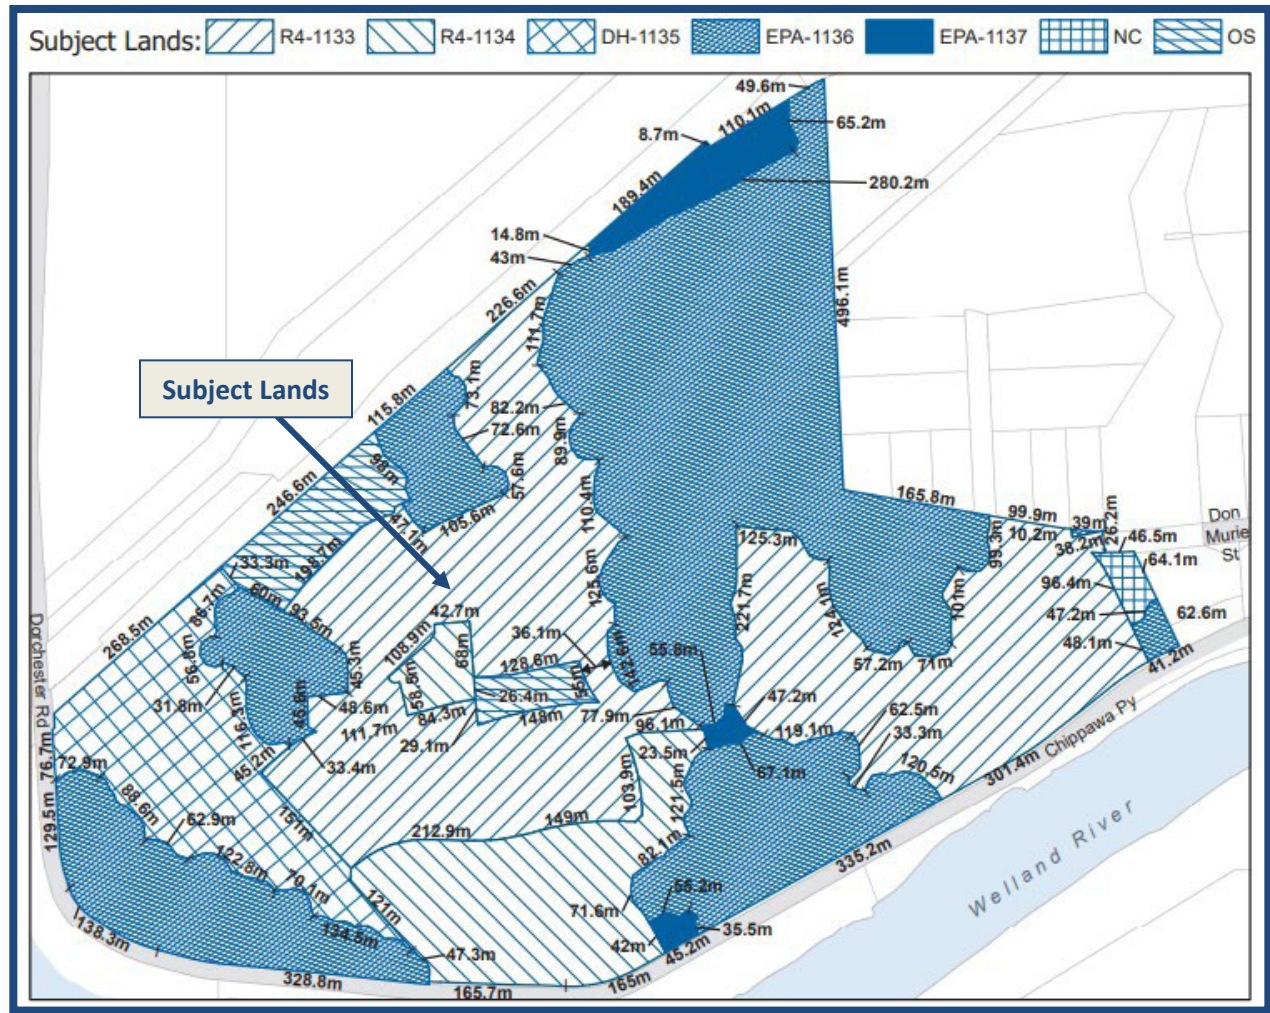 Subject Lands: R4-1133 R4-1134 DH-1135 EPA-1136 EPA-1137 NC OS
49.6m
110.1m
8.7m
65.2m
189.4m
280.2m
14.8m
43m
226.6m
111.7m
496.1m
Subject Lands
73.1m
115.8m
82.2m
72.6m
89.9m
98m
57.6m
246.6m
165.8m
110.4m
99.9m
47.1m
105.6m
39m
26.2m
Don
Murie
St
125.3m
10.2m
38.2m
46.5m
99.3m
64.1m
33.3m
198.7m
125.6m
96.4m
60m
86.7m
93.5m
42.7m
221.7m
124.1m
101m
47.2m
62.6m
268.5m
108.9m
68m
36.1m
55.8m
48.1m
Dorchester Rd
56.8m
45.3m
128.6m
56m
57.2m
71m
41.2m
58.8m
26.4m
31.8m
48.6m
47.2m
116.3m
84.3m
148m
77.9m
62.5m
111.7m
96.1m
119.1m
29.1m
23.5m
33.3m
76.7m
72.9m
45.2m
33.4m
67.1m
120.5m
301.4m
Chippawa Py
129.5m
88.6m
103.9m
121.5m
62.9m
151m
212.9m
149m
Welland River
122.8m
82.1m
335.2m
70.1m
121m
55.2m
71.6m
138.3m
134.8m
47.3m
42m
35.5m
45.2m
328.8m
165.7m
165m